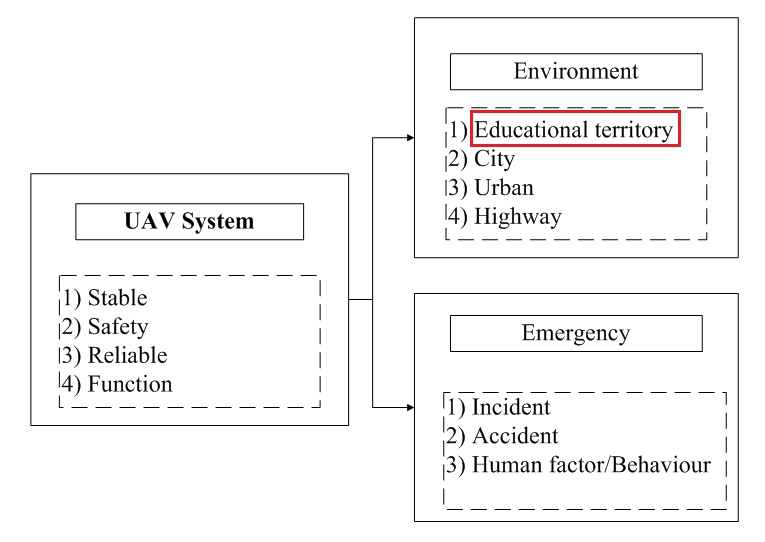 UAV System
1) Stable
2) Safety
3) Reliable
4) Function
Environment
1) Educational territory
2) City
3) Urban
4) Highway
Emergency
1) Incident
2) Accident
3) Human factor/Behaviour